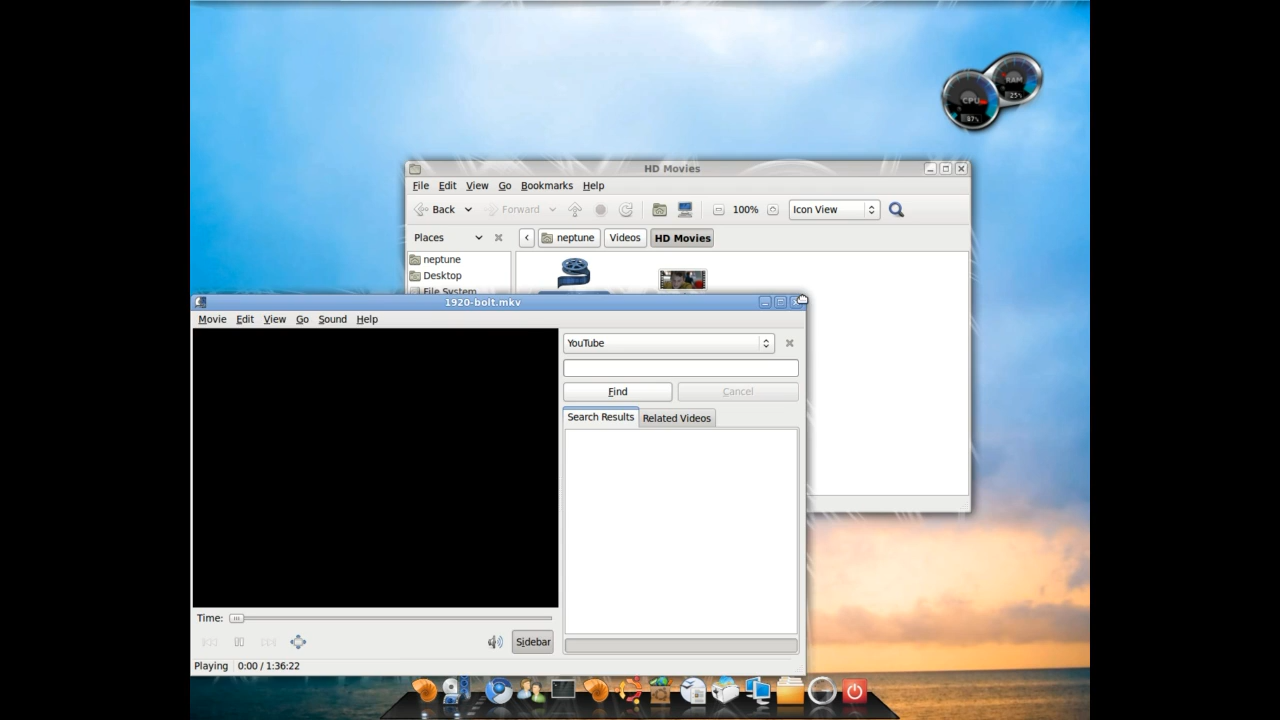 RAM
25%
CPU
87%
HD Movies
File Edit View Go Bookmarks Help
Back Forward 100% Icon View
Places neptune Videos HD Movies
neptune
Desktop
File System
1920-bolt.mkv
Movie Edit View Go Sound Help
YouTube
Find Cancel
Search Results Related Videos
Time:
Sidebar
Playing 0:00 / 1:36:22